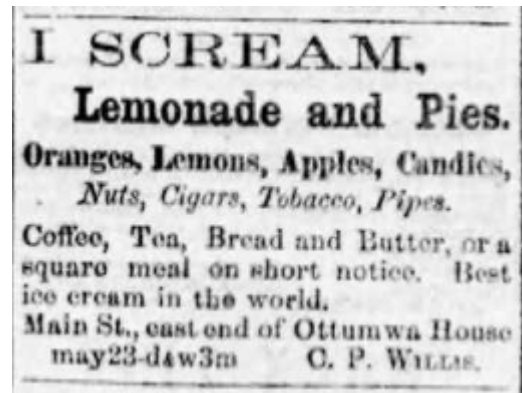 I SCREAM,
Lemonade and Pies.
Oranges, Lemons, Apples, Candies,
Nuts, Cigars, Tobacco, Pipes.
Coffee, Tea, Bread and Butter, or a
square meal on short notice. Best
ice cream in the world.
Main St., east end of Ottumwa House
may23-d&w3m C. P. WILLIS.